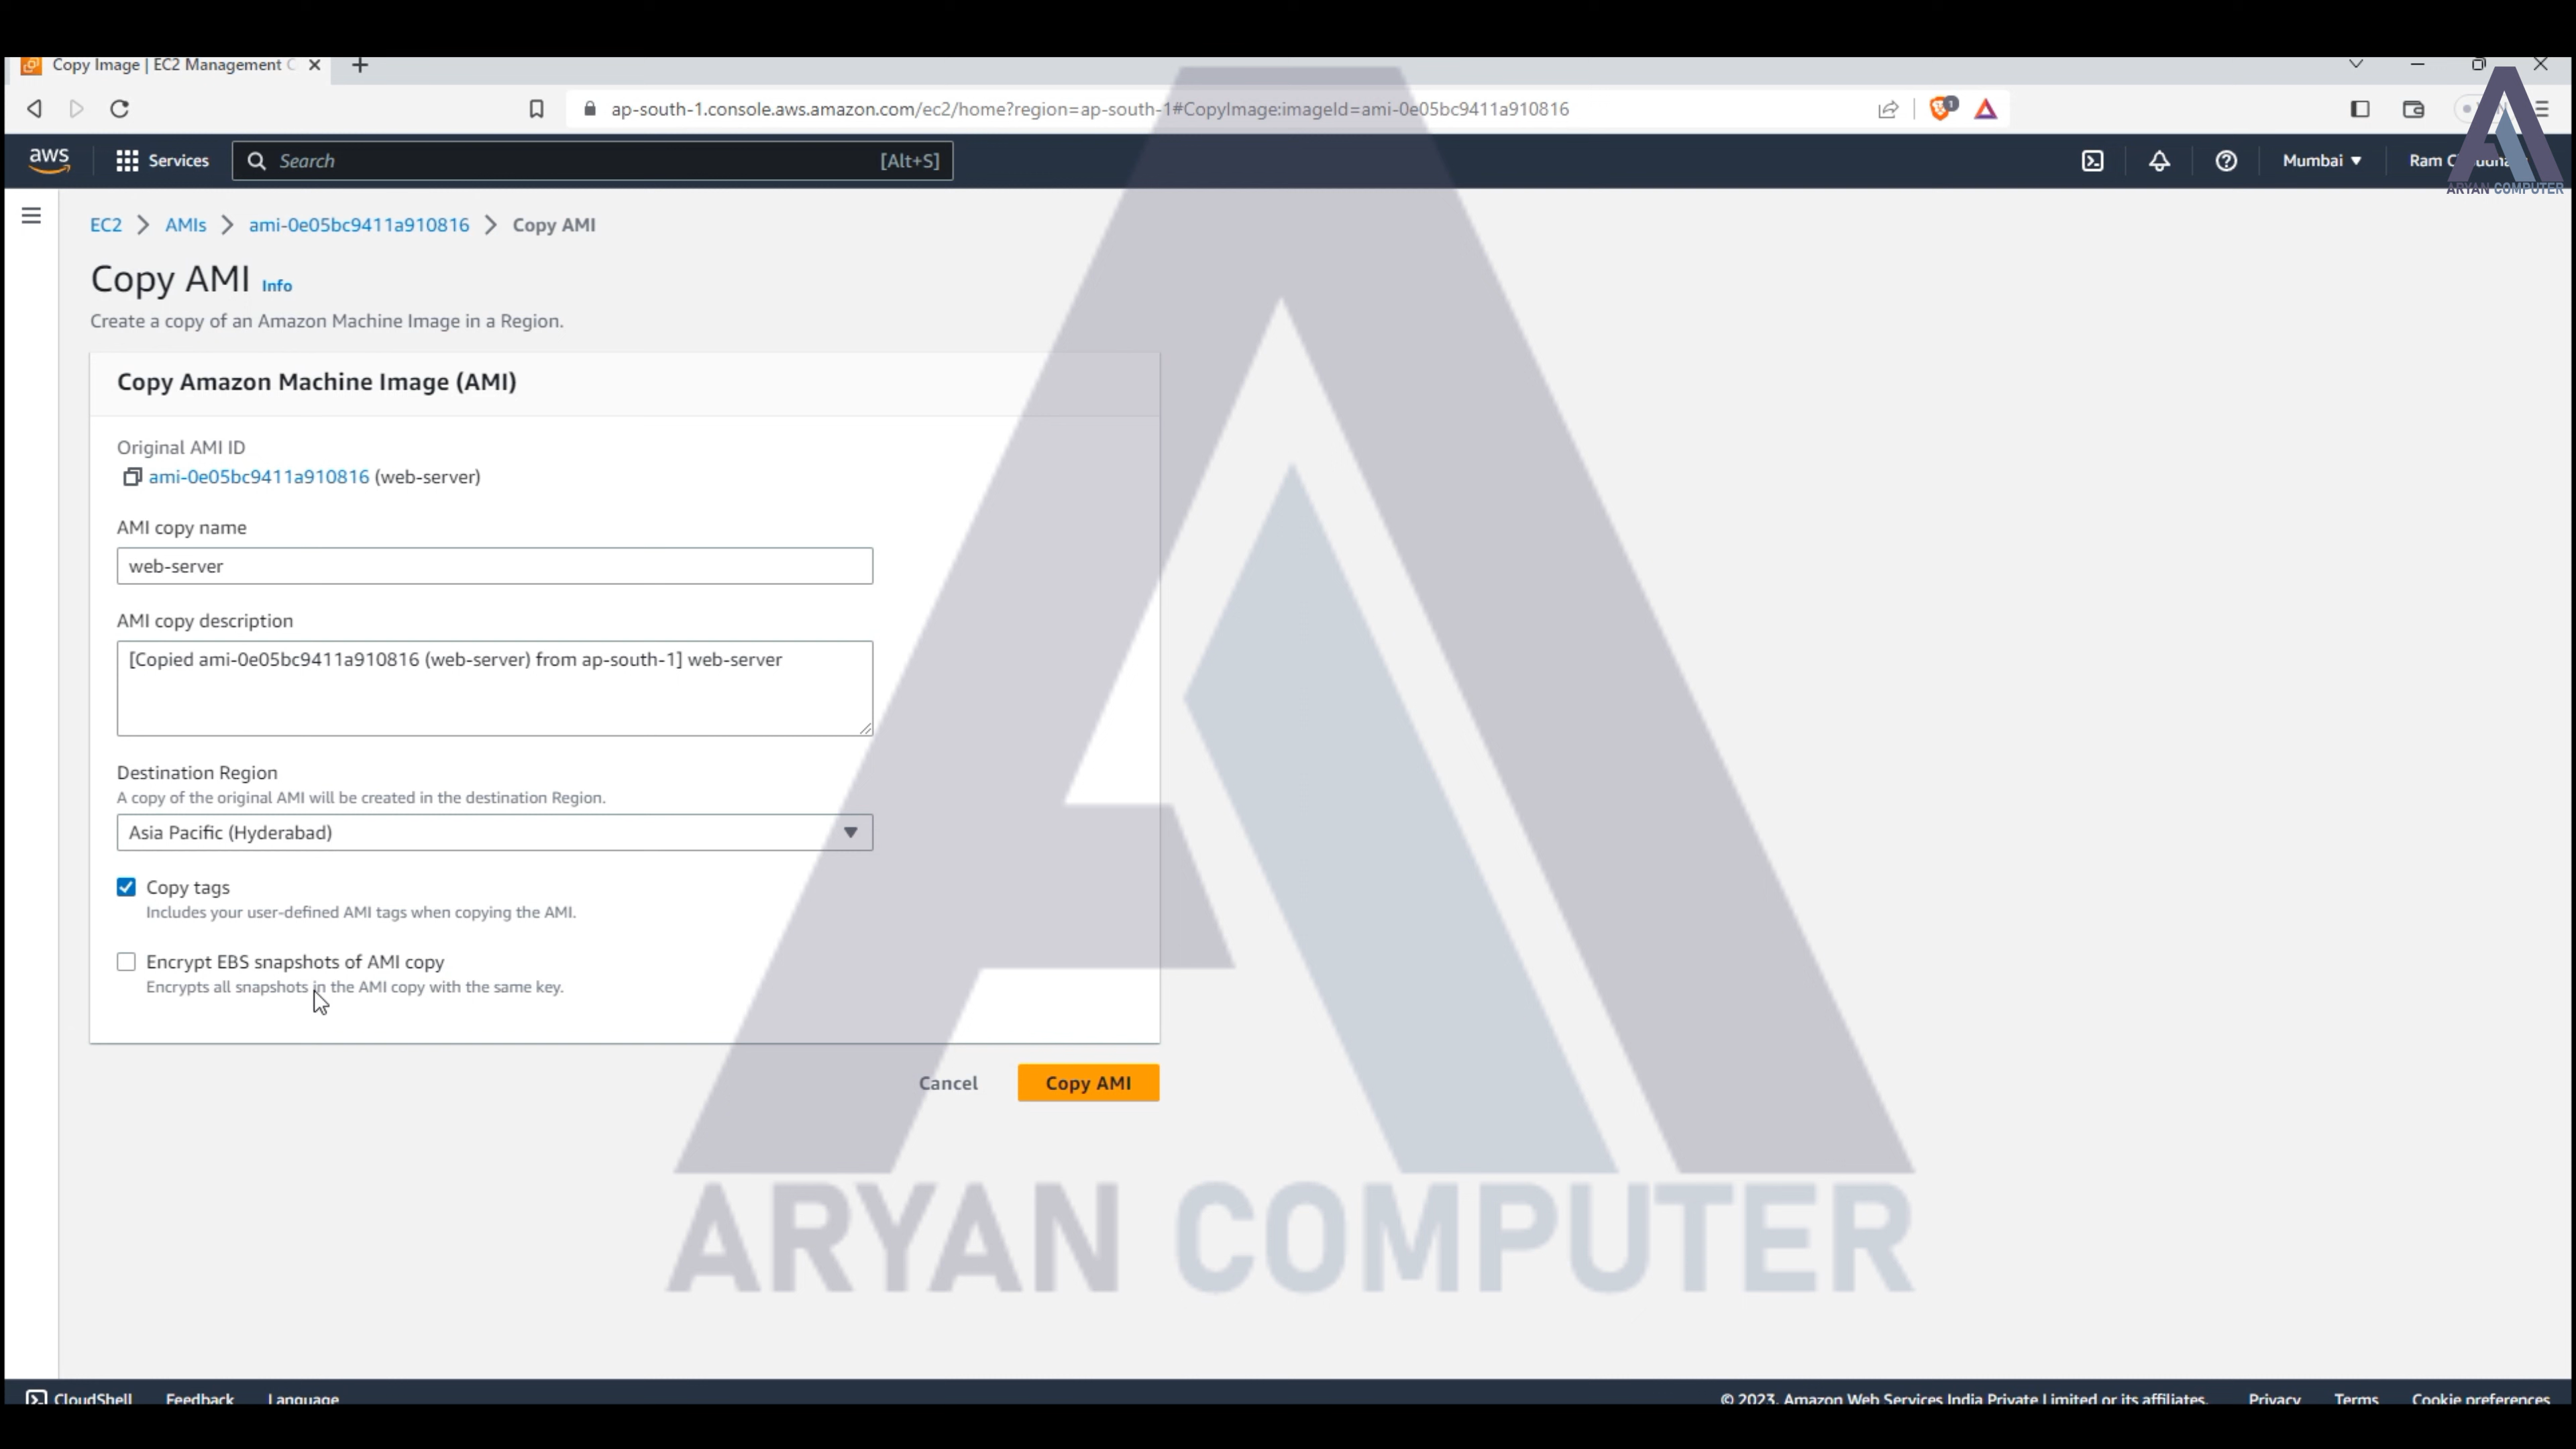 Copy Image | EC2 Management C
ap-south-1.console.aws.amazon.com/ec2/home?region=ap-south-1#CopyImage:imageId=ami-0e05bc9411a910816
1
aws
Services
Search
[Alt+S]
Mumbai
Ram
ARYAN COMPUTER
EC2
AMIs
ami-0e05bc9411a910816
Copy AMI
Copy AMI Info
Create a copy of an Amazon Machine Image in a Region.
Copy Amazon Machine Image (AMI)
Original AMI ID
ami-0e05bc9411a910816 (web-server)
AMI copy name
web-server
AMI copy description
[Copied ami-0e05bc9411a910816 (web-server) from ap-south-1] web-server
Destination Region
A copy of the original AMI will be created in the destination Region.
Asia Pacific (Hyderabad)
Copy tags
Includes your user-defined AMI tags when copying the AMI.
Encrypt EBS snapshots of AMI copy
Encrypts all snapshots in the AMI copy with the same key.
Cancel
Copy AMI
ARYAN COMPUTER
CloudShell
Feedback
Language
© 2023, Amazon Web Services India Private Limited or its affiliates.
Privacy
Terms
Cookie preferences